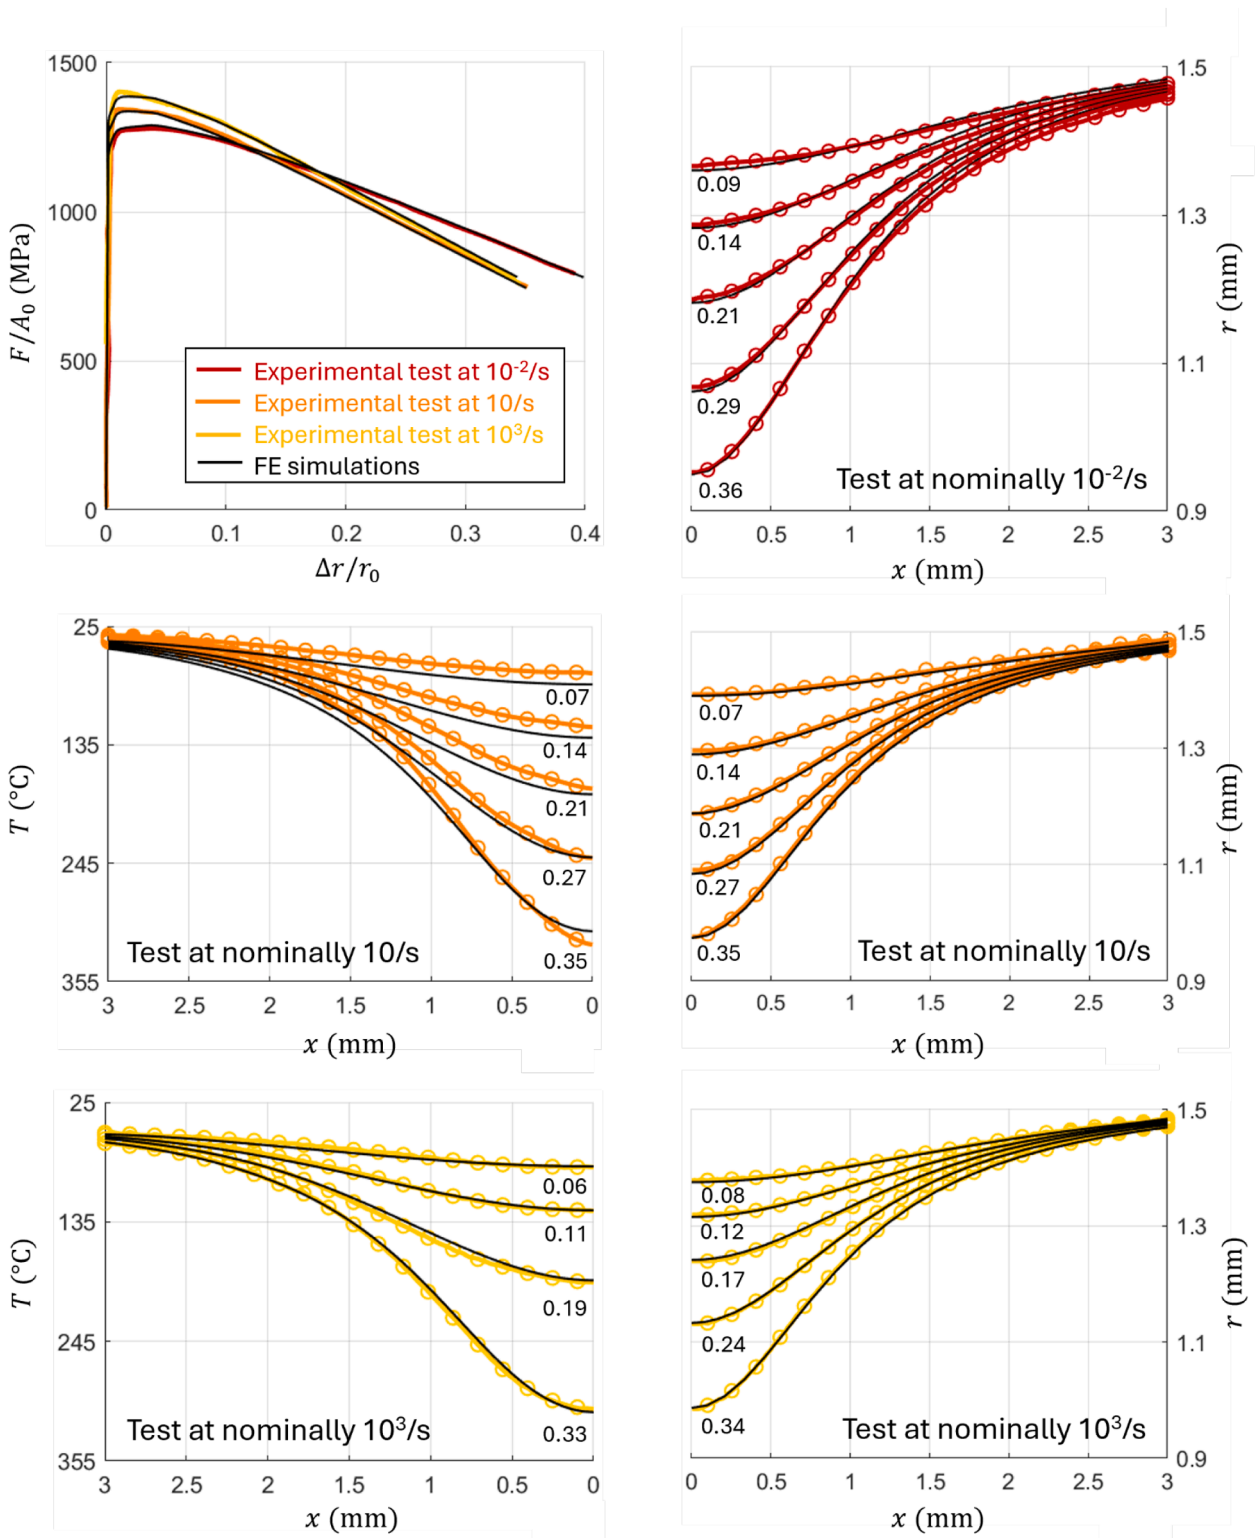 1500
1000
500
0
F/A₀ (MPa)
Experimental test at 10⁻²/s
Experimental test at 10/s
Experimental test at 10³/s
FE simulations
0 0.1 0.2 0.3 0.4
Δr/r₀
1.5
1.3
1.1
0.9
r (mm)
0.09
0.14
0.21
0.29
0.36
Test at nominally 10⁻²/s
0 0.5 1 1.5 2 2.5 3
x (mm)
25
135
245
355
T (°C)
0.07
0.14
0.21
0.27
0.35
Test at nominally 10/s
3 2.5 2 1.5 1 0.5 0
x (mm)
1.5
1.3
1.1
0.9
r (mm)
0.07
0.14
0.21
0.27
0.35
Test at nominally 10/s
0 0.5 1 1.5 2 2.5 3
x (mm)
25
135
245
355
T (°C)
0.06
0.11
0.19
0.33
Test at nominally 10³/s
3 2.5 2 1.5 1 0.5 0
x (mm)
1.5
1.3
1.1
0.9
r (mm)
0.08
0.12
0.17
0.24
0.34
Test at nominally 10³/s
0 0.5 1 1.5 2 2.5 3
x (mm)